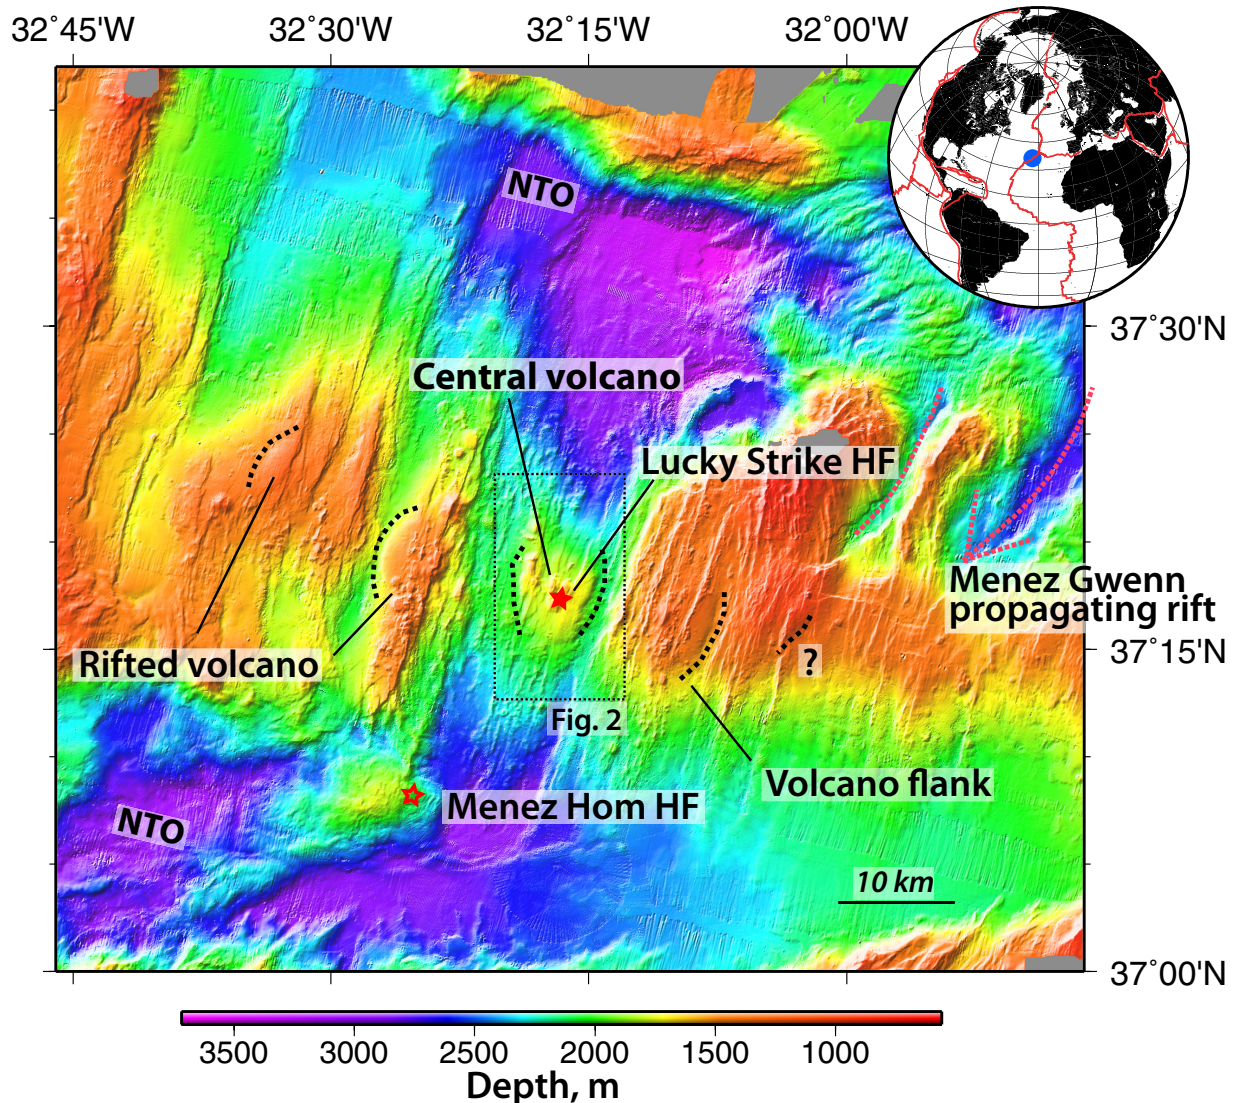 32°45'W
32°30'W
32°15'W
32°00'W
NTO
37°30'N
Central volcano
Lucky Strike HF
Menez Gwenn
propagating rift
37°15'N
Rifted volcano
?
Fig. 2
Volcano flank
Menez Hom HF
NTO
10 km
37°00'N
3500
3000
2500
2000
1500
1000
Depth, m